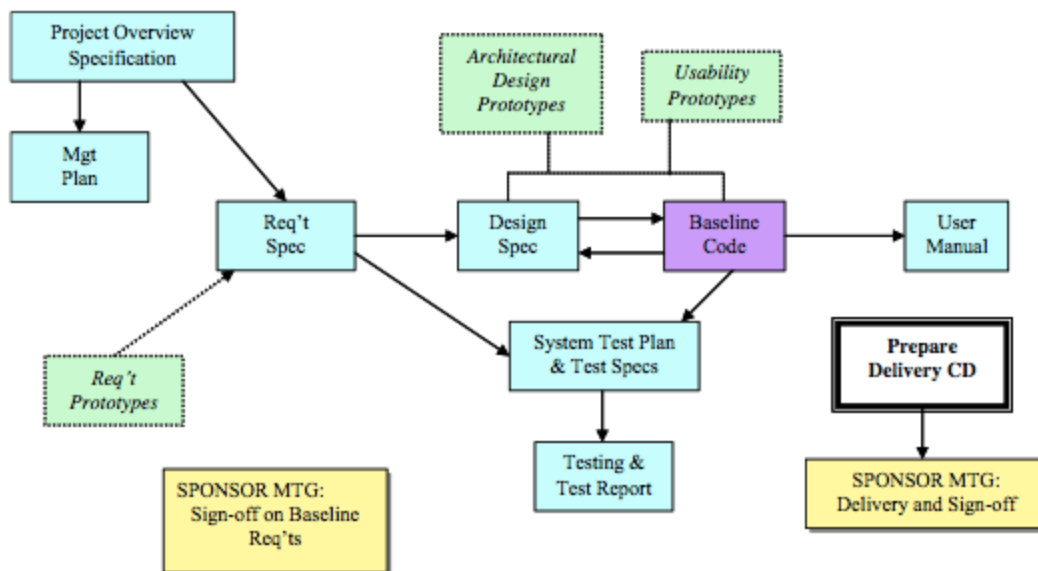 Project Overview
Specification
Architectural
Design
Prototypes
Usability
Prototypes
Mgt
Plan
Req't
Spec
Design
Spec
Baseline
Code
User
Manual
System Test Plan
& Test Specs
Prepare
Delivery CD
Req't
Prototypes
Testing &
Test Report
SPONSOR MTG:
Sign-off on Baseline
Req'ts
SPONSOR MTG:
Delivery and Sign-off